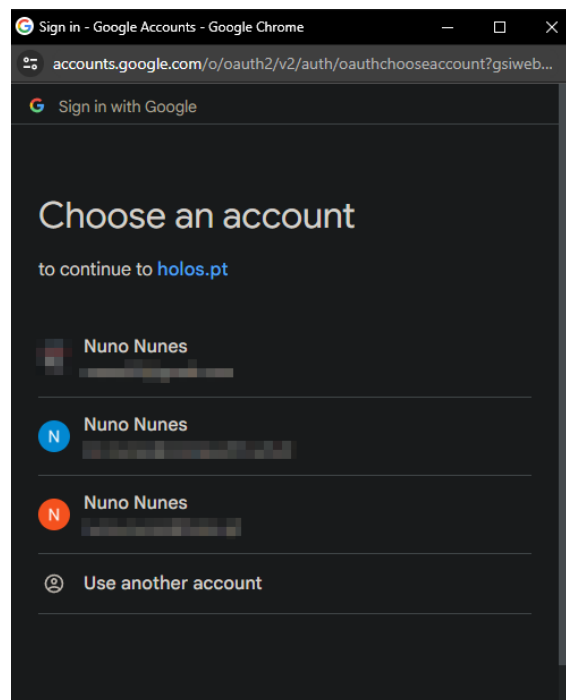 Sign in - Google Accounts - Google Chrome
accounts.google.com/o/oauth2/v2/auth/oauthchooseaccount?gsiweb...
G Sign in with Google
Choose an account
to continue to holos.pt
Nuno Nunes
N Nuno Nunes
N Nuno Nunes
Use another account